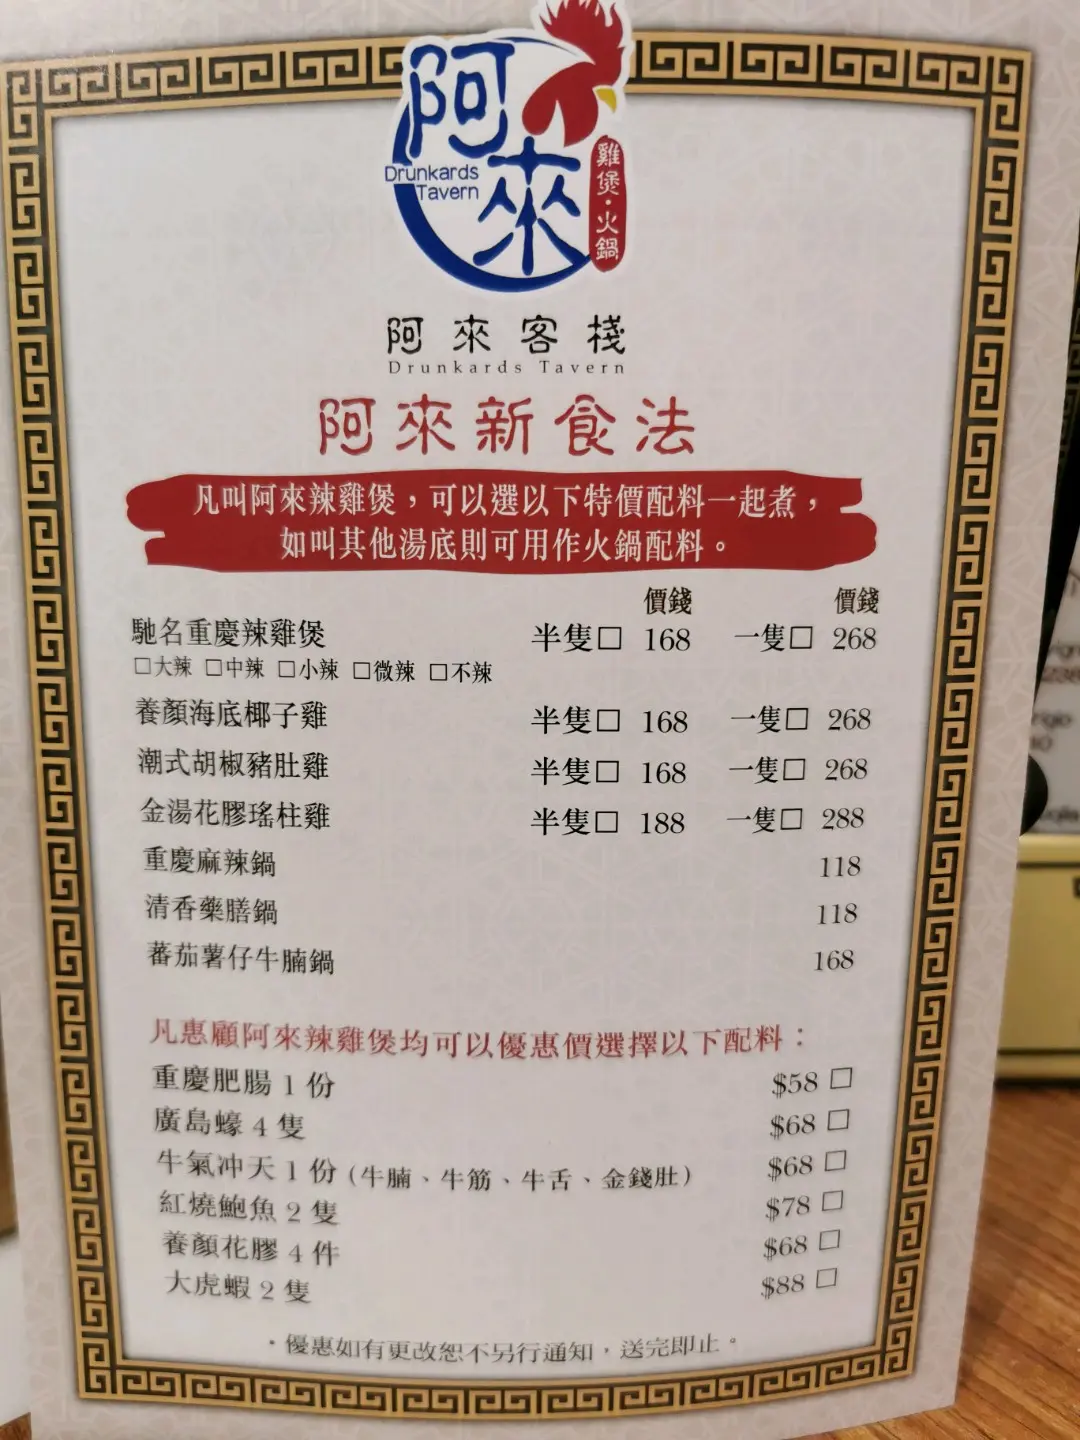 阿來
Drunkards
Tavern
雞煲·火鍋
阿來客棧
Drunkards Tavern
阿來新食法
凡叫阿來辣雞煲，可以選以下特價配料一起煮，
如叫其他湯底則可用作火鍋配料。
價錢 價錢
馳名重慶辣雞煲 半隻□ 168 一隻□ 268
□大辣 □中辣 □小辣 □微辣 □不辣
養顏海底椰子雞 半隻□ 168 一隻□ 268
潮式胡椒豬肚雞 半隻□ 168 一隻□ 268
金湯花膠瑤柱雞 半隻□ 188 一隻□ 288
重慶麻辣鍋 118
清香藥膳鍋 118
蕃茄薯仔牛腩鍋 168
凡惠顧阿來辣雞煲均可以優惠價選擇以下配料：
重慶肥腸 1 份 $58 □
廣島蠔 4 隻 $68 □
牛氣冲天 1 份 (牛腩、牛筋、牛舌、金錢肚) $68 □
紅燒鮑魚 2 隻 $78 □
養顏花膠 4 件 $68 □
大虎蝦 2 隻 $88 □
·優惠如有更改恕不另行通知，送完即止。